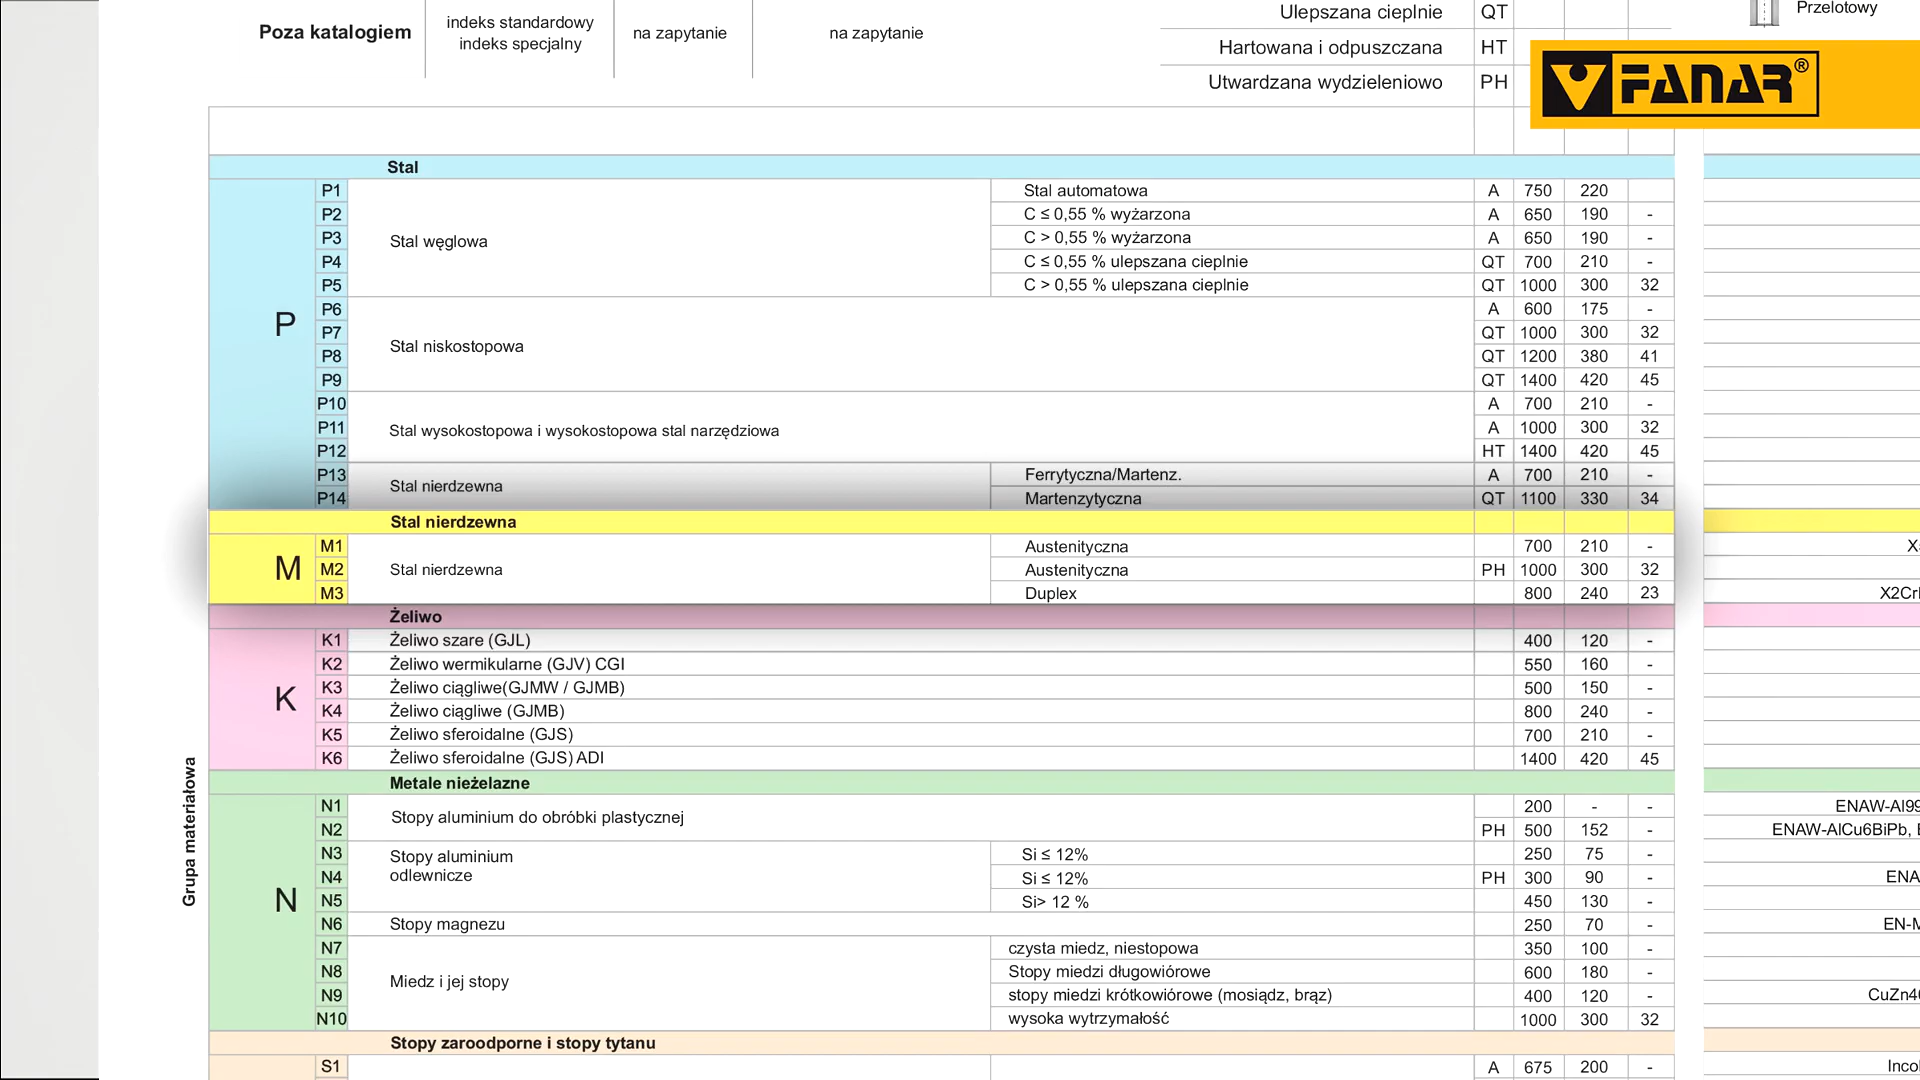 Poza katalogiem
indeks standardowy
indeks specjalny
na zapytanie
na zapytanie
Ulepszana cieplnie QT
Hartowana i odpuszczana HT
Utwardzana wydzieleniowo PH
Przelotowy
FANAR®
Grupa materiałowa
Stal
P
P1 Stal automatowa A 750 220
P2 C ≤ 0,55 % wyżarzona A 650 190 -
Stal węglowa
P3 C > 0,55 % wyżarzona A 650 190 -
P4 C ≤ 0,55 % ulepszana cieplnie QT 700 210 -
P5 C > 0,55 % ulepszana cieplnie QT 1000 300 32
P6 A 600 175 -
P7 QT 1000 300 32
Stal niskostopowa
P8 QT 1200 380 41
P9 QT 1400 420 45
P10 A 700 210 -
P11 Stal wysokostopowa i wysokostopowa stal narzędziowa A 1000 300 32
P12 HT 1400 420 45
P13 Ferrytyczna/Martenz. A 700 210 -
Stal nierdzewna
P14 Martenzytyczna QT 1100 330 34
Stal nierdzewna
M
M1 Austenityczna 700 210 -
M2 Stal nierdzewna Austenityczna PH 1000 300 32
M3 Duplex 800 240 23
X2Cr
Żeliwo
K
K1 Żeliwo szare (GJL) 400 120 -
K2 Żeliwo wermikularne (GJV) CGI 550 160 -
K3 Żeliwo ciągliwe(GJMW / GJMB) 500 150 -
K4 Żeliwo ciągliwe (GJMB) 800 240 -
K5 Żeliwo sferoidalne (GJS) 700 210 -
K6 Żeliwo sferoidalne (GJS) ADI 1400 420 45
Metale nieżelazne
N
N1 200 - - ENAW-Al99
Stopy aluminium do obróbki plastycznej
N2 PH 500 152 - ENAW-AlCu6BiPb,
N3 Stopy aluminium Si ≤ 12% 250 75 -
N4 odlewnicze Si ≤ 12% PH 300 90 - ENA
N5 Si> 12 % 450 130 -
N6 Stopy magnezu 250 70 - EN-M
N7 czysta miedz, niestopowa 350 100 -
N8 Stopy miedzi długowiórowe 600 180 -
Miedz i jej stopy
N9 stopy miedzi krótkowiórowe (mosiądz, brąz) 400 120 - CuZn4
N10 wysoka wytrzymałość 1000 300 32
Stopy zaroodporne i stopy tytanu
S1 A 675 200 - Inco